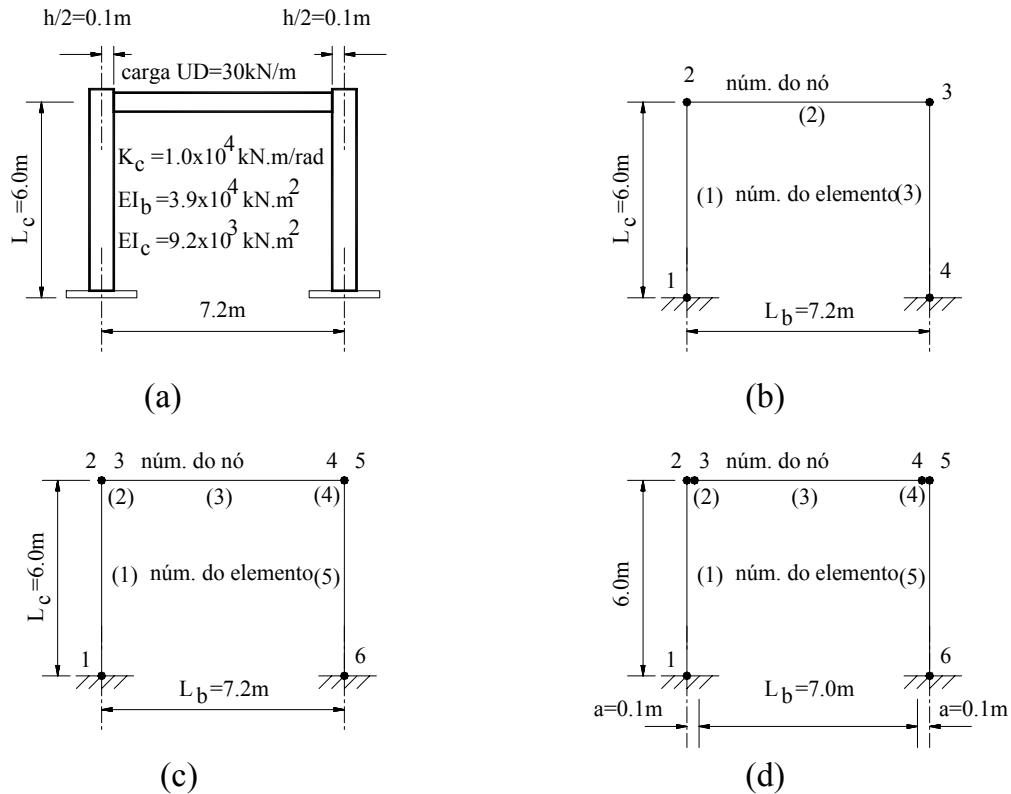 h/2=0.1m h/2=0.1m
carga UD=30kN/m
L_c=6.0m
K_c =1.0x10^4 kN.m/rad
EI_b=3.9x10^4 kN.m^2
EI_c=9.2x10^3 kN.m^2
7.2m
(a)
2 núm. do nó 3
(2)
L_c=6.0m
(1) núm. do elemento(3)
1 4
L_b=7.2m
(b)
2 3 núm. do nó 4 5
(2) (3) (4)
L_c=6.0m
(1) núm. do elemento(5)
1 6
L_b=7.2m
(c)
2 3 núm. do nó 4 5
(2) (3) (4)
6.0m
(1) núm. do elemento(5)
1 6
L_b=7.0m
a=0.1m a=0.1m
(d)